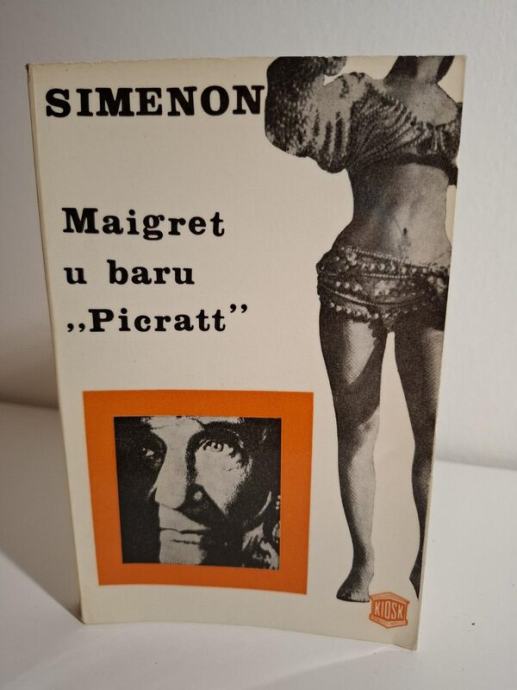 SIMENON
Maigret
u baru
„Picratt”
KIOSK